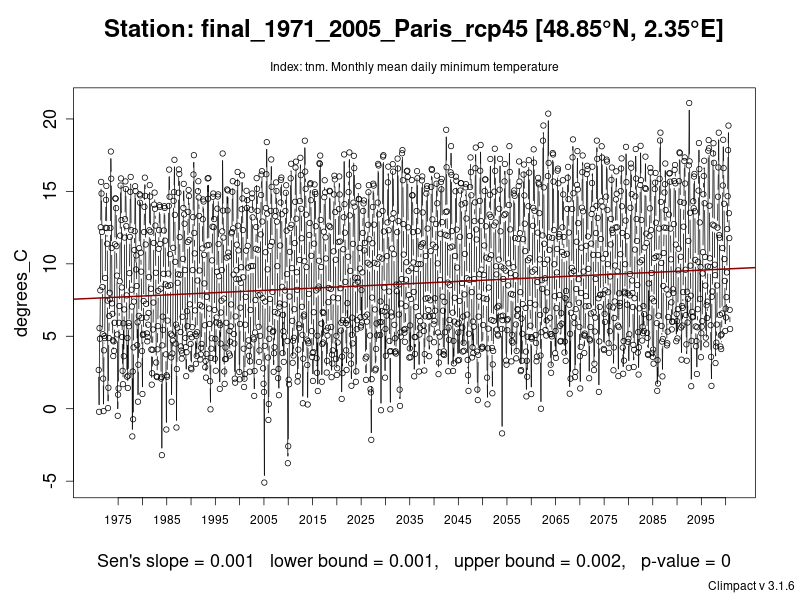 Station: final_1971_2005_Paris_rcp45 [48.85°N, 2.35°E]
Index: tnm. Monthly mean daily minimum temperature
degrees_C
20
15
10
5
0
-5
1975 1985 1995 2005 2015 2025 2035 2045 2055 2065 2075 2085 2095
Sen's slope = 0.001 lower bound = 0.001, upper bound = 0.002, p-value = 0
Climpact v 3.1.6